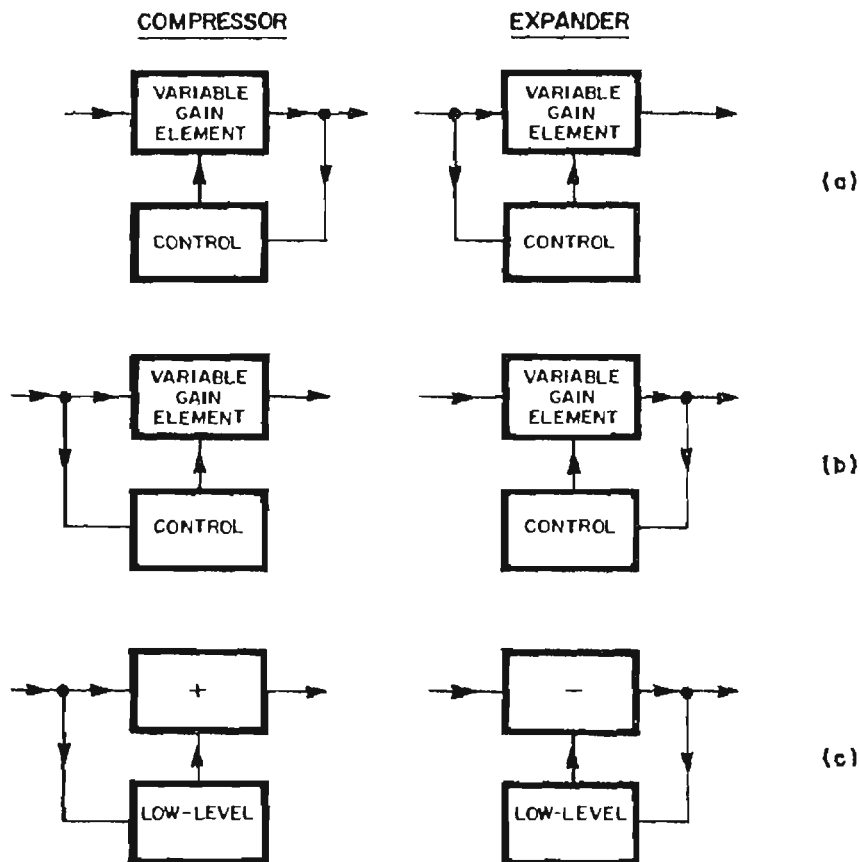 COMPRESSOR
EXPANDER
VARIABLE
GAIN
ELEMENT
VARIABLE
GAIN
ELEMENT
(a)
CONTROL
CONTROL
VARIABLE
GAIN
ELEMENT
VARIABLE
GAIN
ELEMENT
(b)
CONTROL
CONTROL
+
−
(c)
LOW-LEVEL
LOW-LEVEL